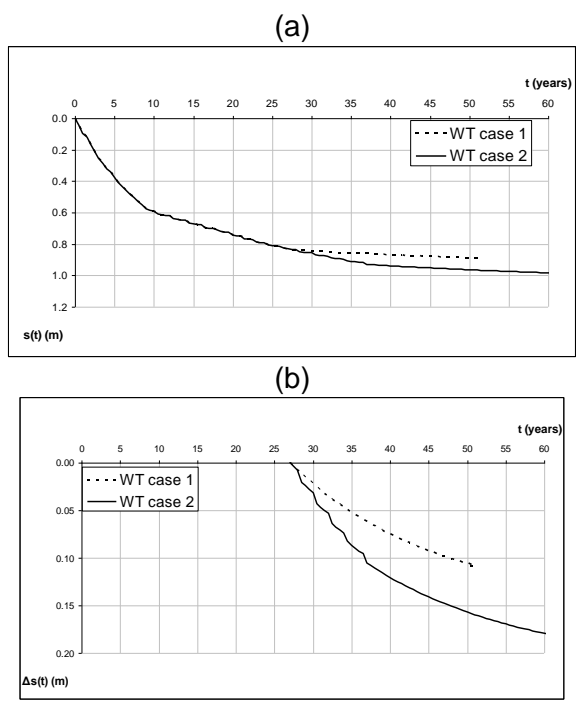 (a)
t (years)
0 5 10 15 20 25 30 35 40 45 50 55 60
0.0
0.2
0.4
0.6
0.8
1.0
1.2
WT case 1
WT case 2
s(t) (m)
(b)
t (years)
0 5 10 15 20 25 30 35 40 45 50 55 60
0.00
0.05
0.10
0.15
0.20
WT case 1
WT case 2
Δs(t) (m)